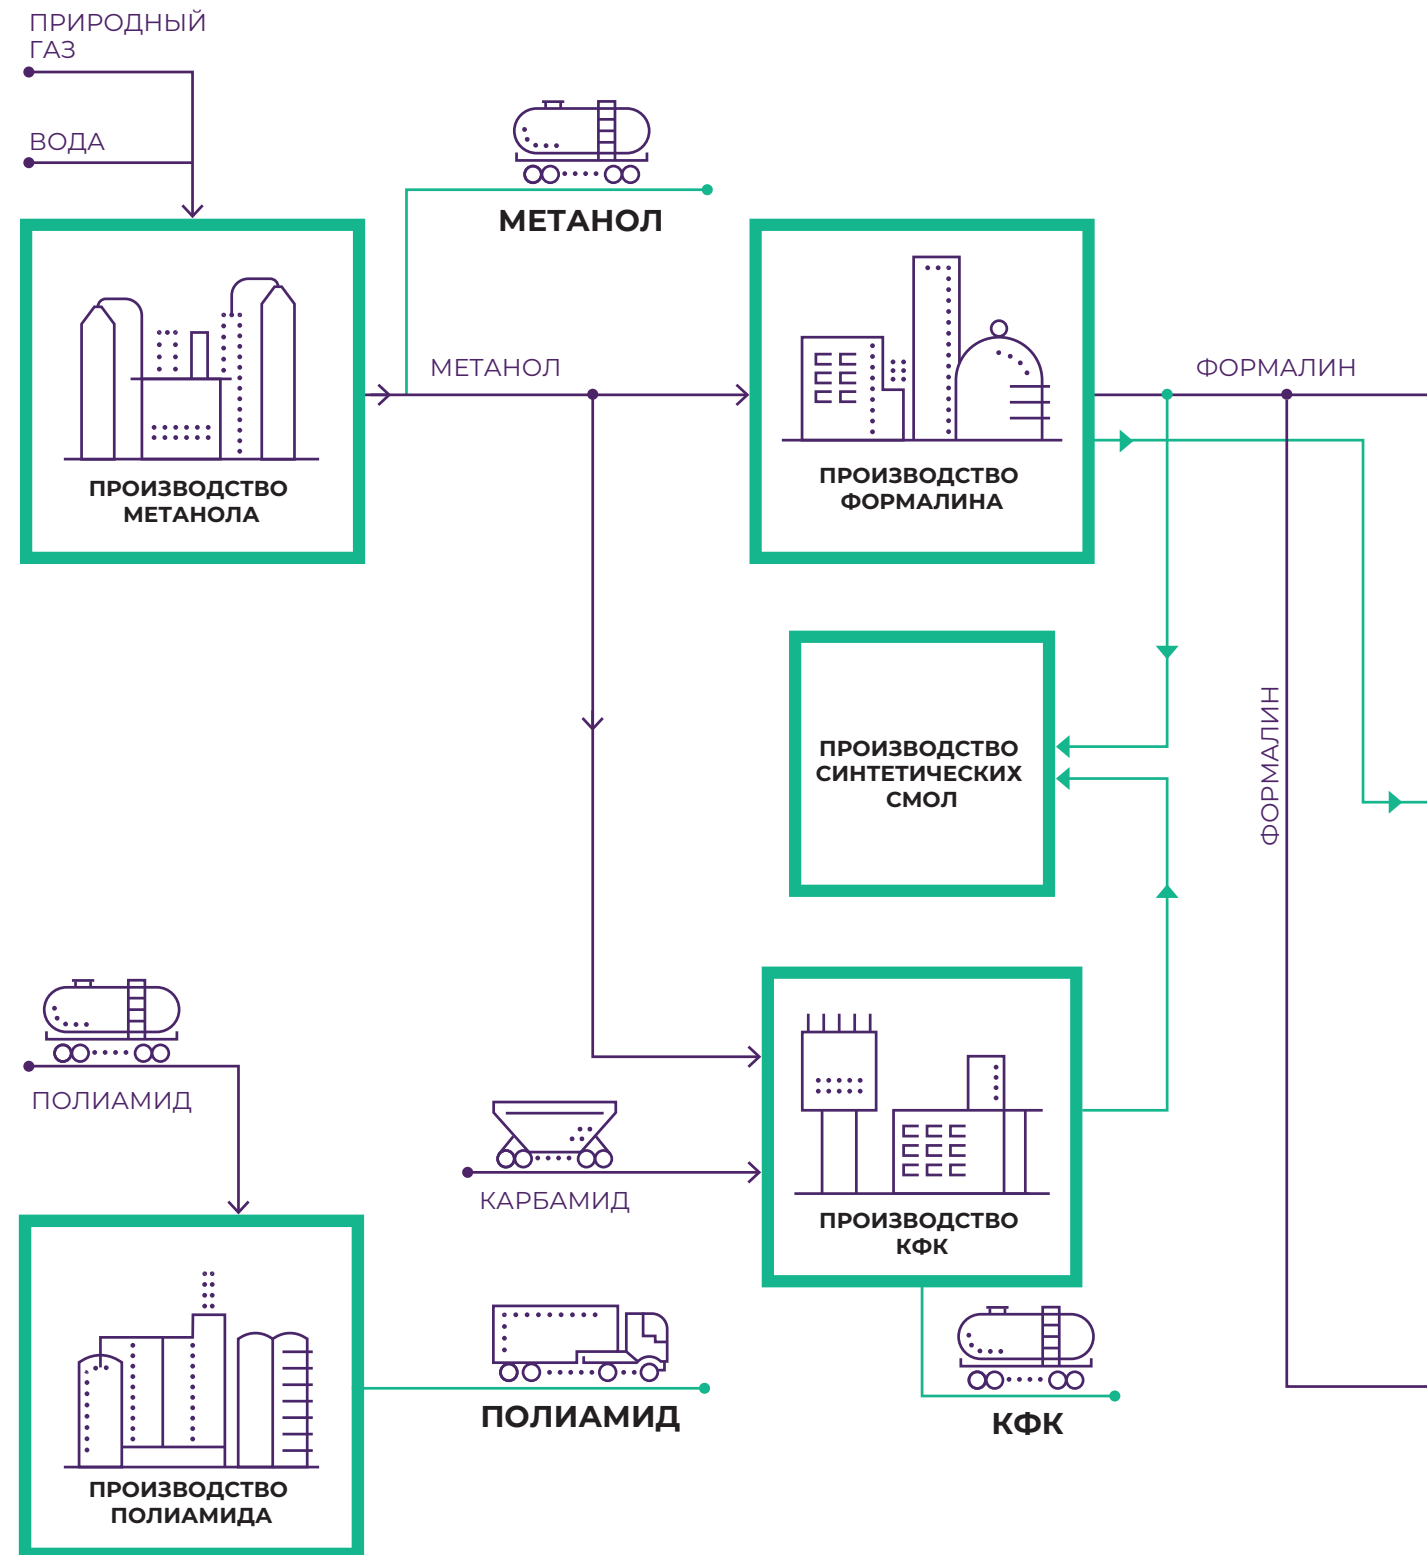 ПРИРОДНЫЙ
ГАЗ
ВОДА
МЕТАНОЛ
МЕТАНОЛ
ФОРМАЛИН
ПРОИЗВОДСТВО
МЕТАНОЛА
ПРОИЗВОДСТВО
ФОРМАЛИНА
ПРОИЗВОДСТВО
СИНТЕТИЧЕСКИХ
СМОЛ
ФОРМАЛИН
ПОЛИАМИД
КАРБАМИД
ПРОИЗВОДСТВО
КФК
ПОЛИАМИД
КФК
ПРОИЗВОДСТВО
ПОЛИАМИДА